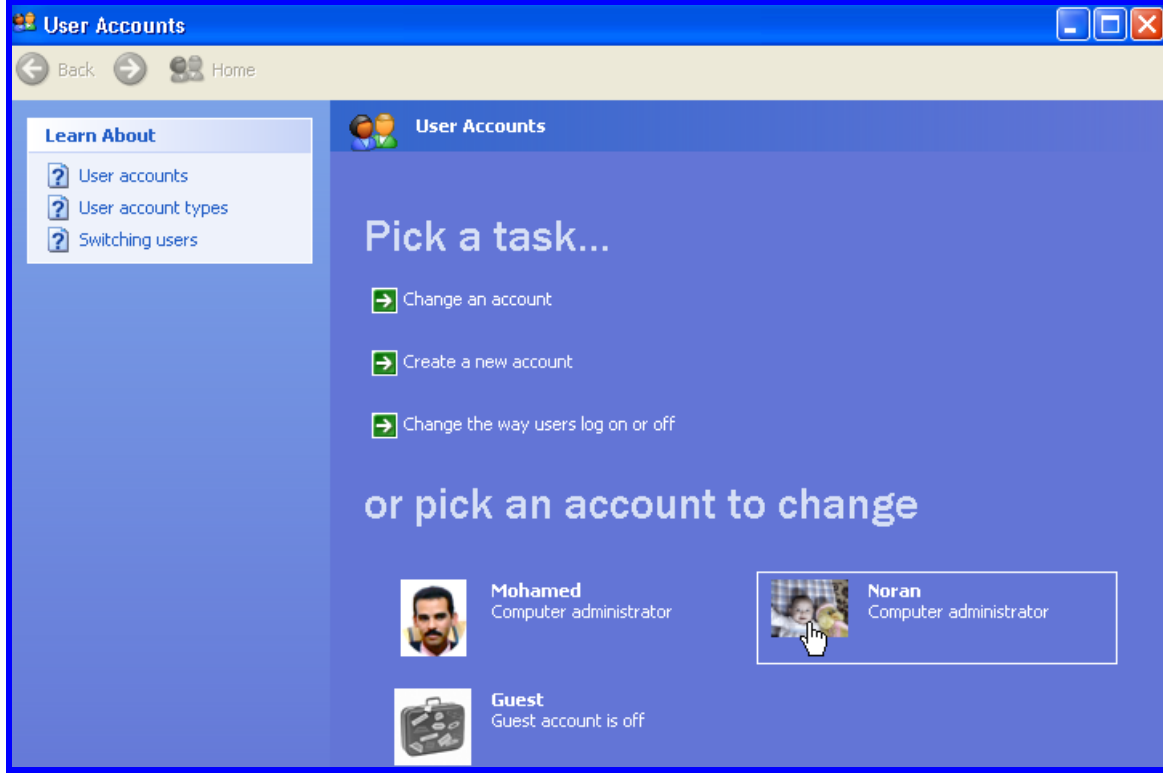 User Accounts
Back Home
Learn About
User accounts
User account types
Switching users
User Accounts
Pick a task...
Change an account
Create a new account
Change the way users log on or off
or pick an account to change
Mohamed
Computer administrator
Noran
Computer administrator
Guest
Guest account is off